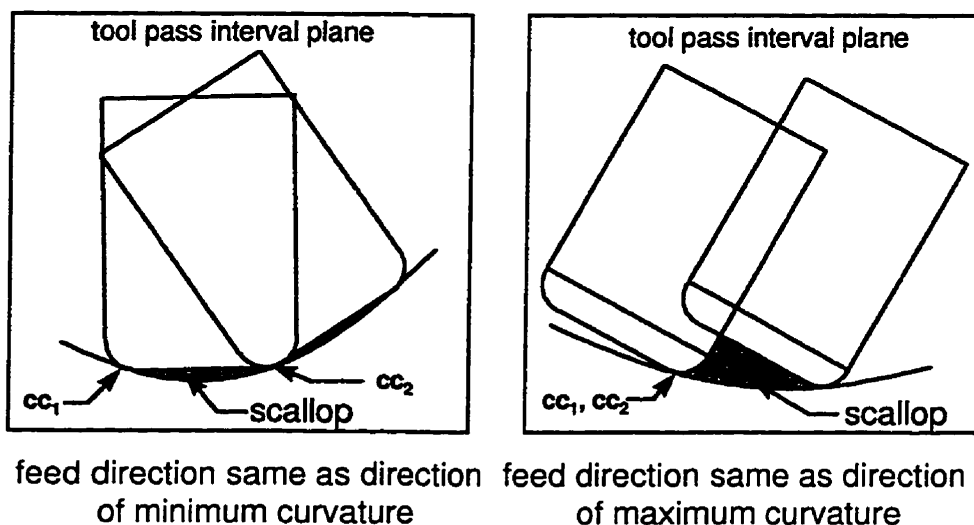 tool pass interval plane
cc1
cc2
scallop
feed direction same as direction
of minimum curvature
tool pass interval plane
cc1, cc2
scallop
feed direction same as direction
of maximum curvature